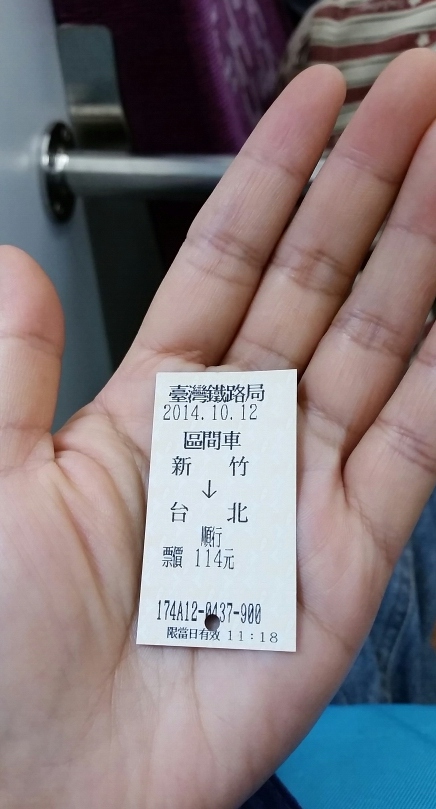 臺灣鐵路局
2014.10.12
區間車
新 竹
↓
台 北
順行
票價 114元
174A12-0437-900
限當日有效 11:18